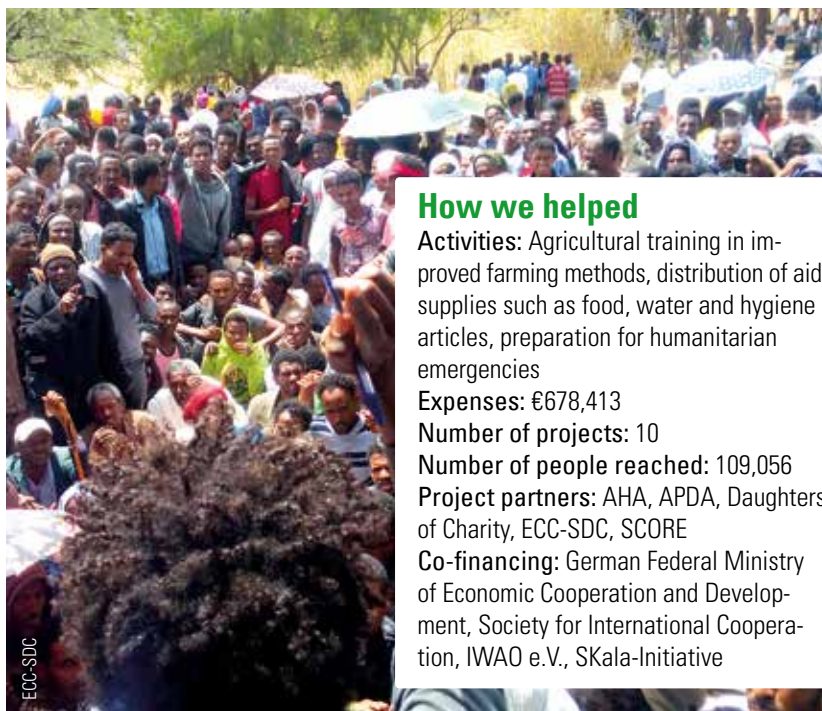 How we helped
Activities: Agricultural training in im-
proved farming methods, distribution of aid
supplies such as food, water and hygiene
articles, preparation for humanitarian
emergencies
Expenses: €678,413
Number of projects: 10
Number of people reached: 109,056
Project partners: AHA, APDA, Daughters
of Charity, ECC-SDC, SCORE
Co-financing: German Federal Ministry
of Economic Cooperation and Develop-
ment, Society for International Coopera-
tion, IWAO e.V., SKala-Initiative
ECC-SDC